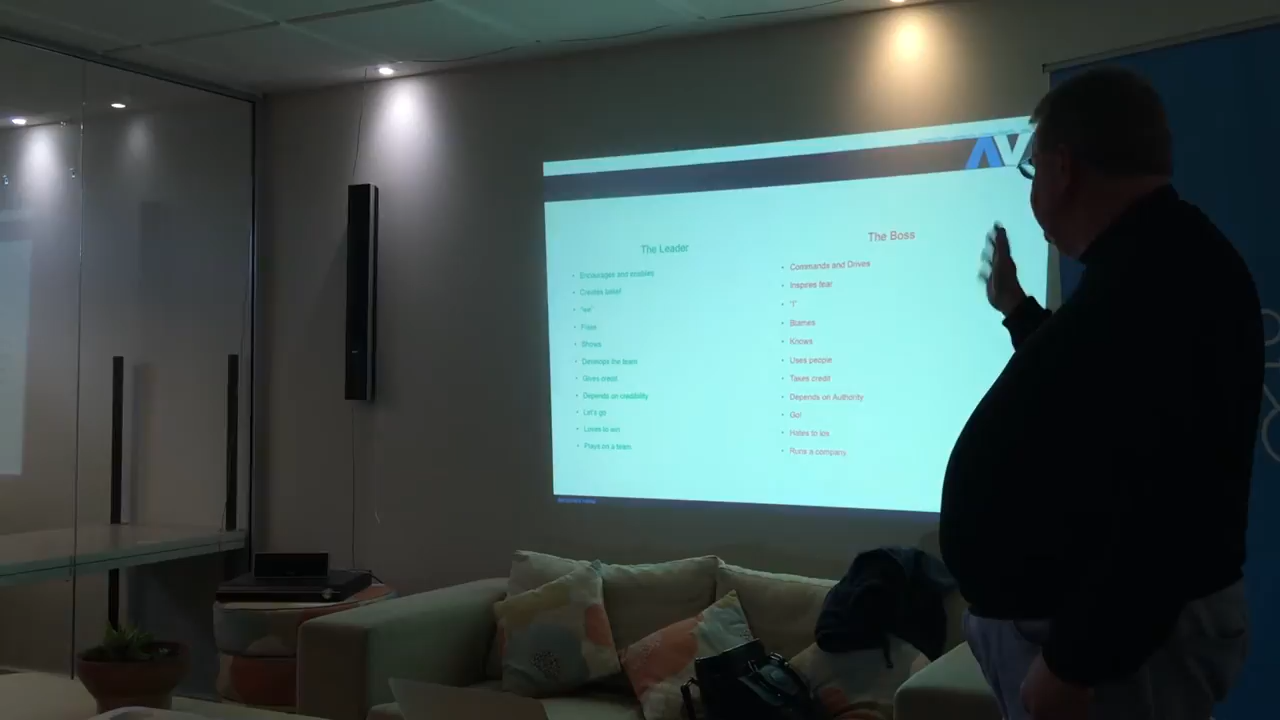 AV
The Leader
• Encourages and enables
• Creates belief
• "we"
• Fixes
• Shows
• Develops the team
• Gives credit
• Depends on credibility
• Let's go
• Loves to win
• Plays on a team
The Boss
• Commands and Drives
• Inspires fear
• "I"
• Blames
• Knows
• Uses people
• Takes credit
• Depends on Authority
• Go!
• Hates to los
• Runs a company